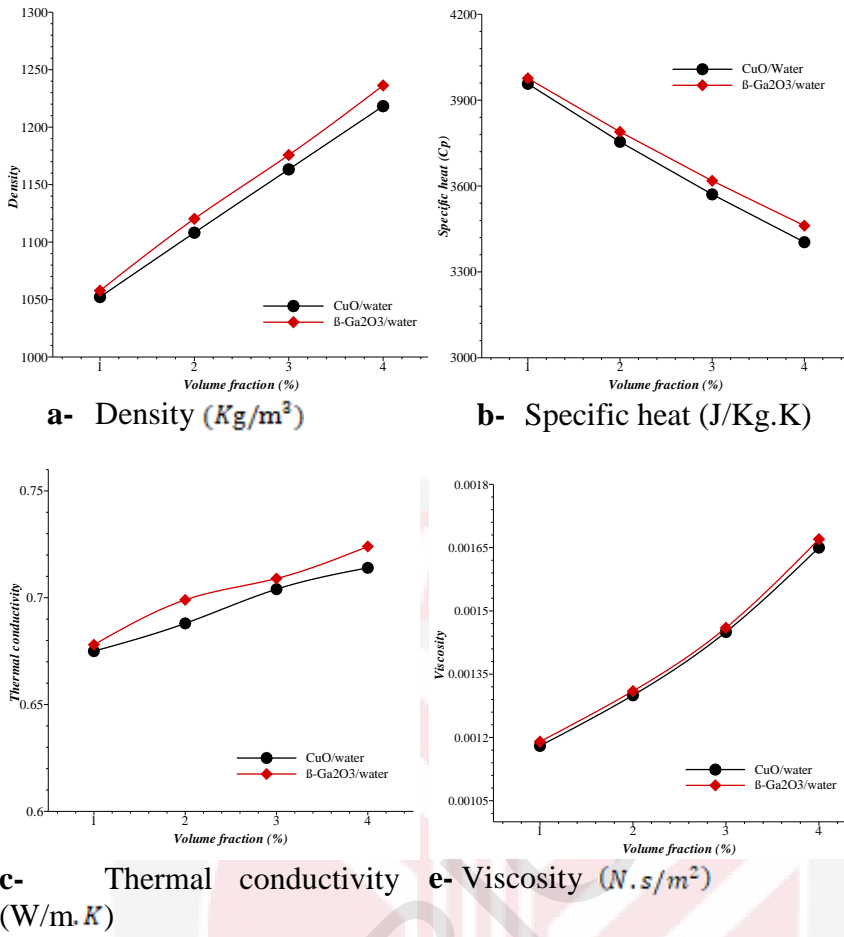 1300
1250
1200
1150
1100
1050
1000
Density
1 2 3 4
Volume fraction (%)
CuO/water
ß-Ga2O3/water
a- Density (Kg/m³)
4200
3900
3600
3300
3000
Specific heat (Cp)
1 2 3 4
Volume fraction (%)
CuO/Water
ß-Ga2O3/water
b- Specific heat (J/Kg.K)
0.75
0.7
0.65
0.6
Thermal conductivity
1 2 3 4
Volume fraction (%)
CuO/water
ß-Ga2O3/water
c- Thermal conductivity
(W/m.K)
0.0018
0.00165
0.0015
0.00135
0.0012
0.00105
Viscosity
1 2 3 4
Volume fraction (%)
CuO/water
ß-Ga2O3/water
e- Viscosity (N.s/m²)